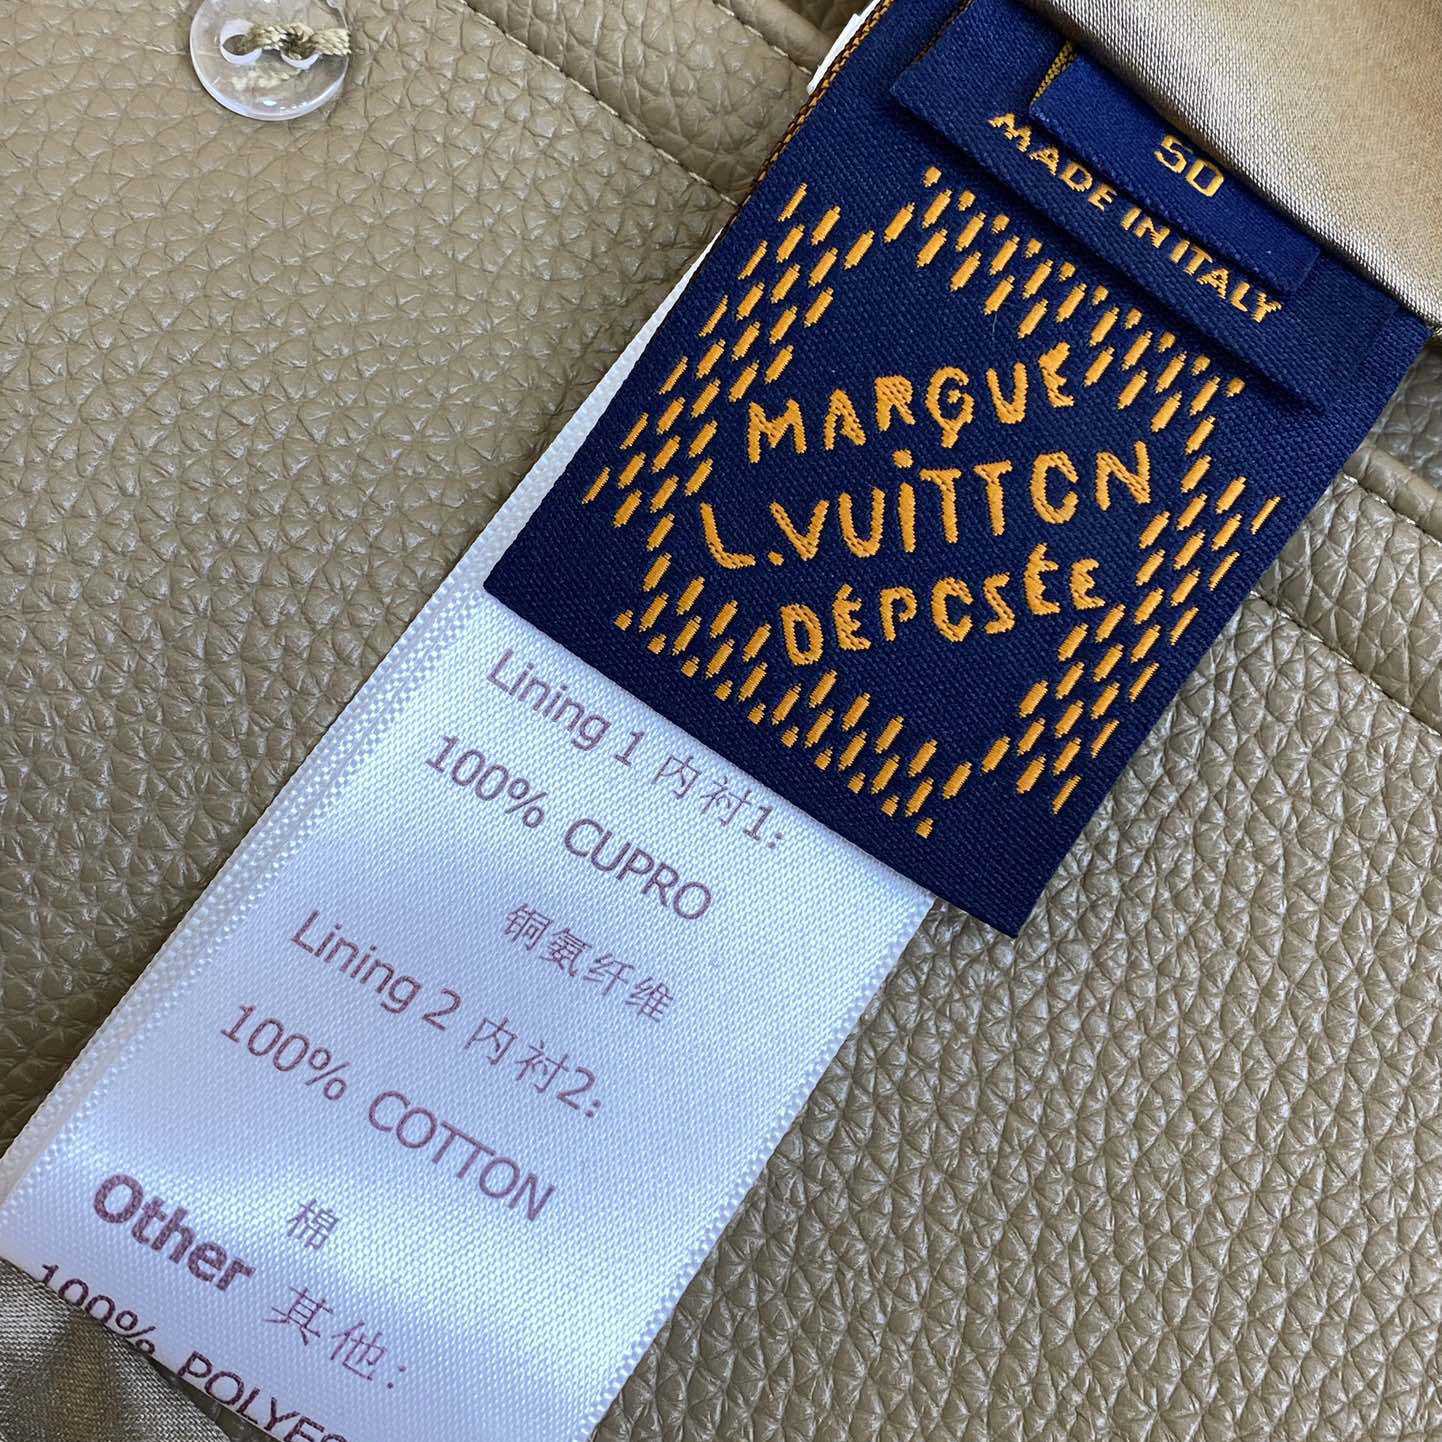 50
MADE IN ITALY
MARQUE
L.VUiTTON
DÉPOSÉE
Lining 1 内衬1:
100% CUPRO
铜氨纤维
Lining 2 内衬2:
100% COTTON
棉
Other 其他:
100%